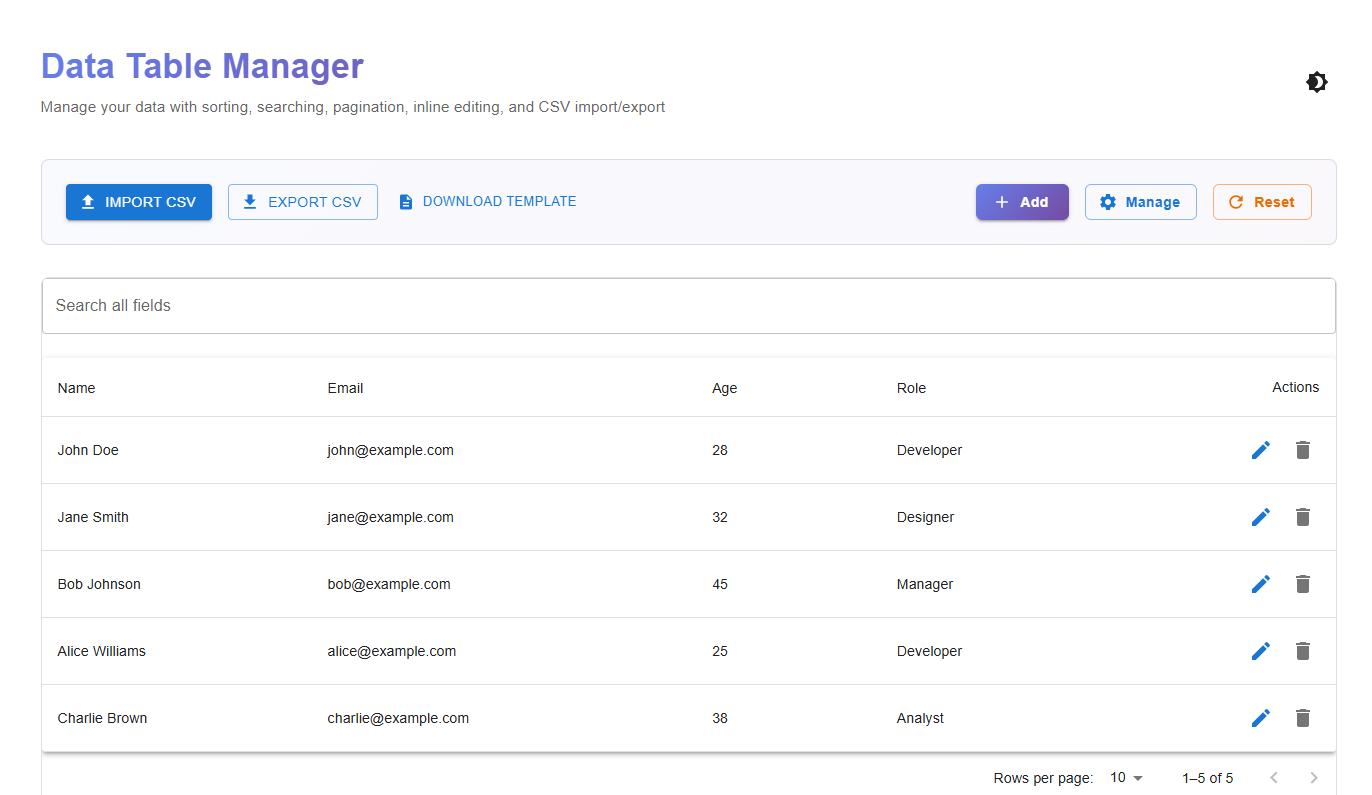 Data Table Manager
Manage your data with sorting, searching, pagination, inline editing, and CSV import/export
IMPORT CSV EXPORT CSV DOWNLOAD TEMPLATE Add Manage Reset
Search all fields
Name Email Age Role Actions
John Doe john@example.com 28 Developer
Jane Smith jane@example.com 32 Designer
Bob Johnson bob@example.com 45 Manager
Alice Williams alice@example.com 25 Developer
Charlie Brown charlie@example.com 38 Analyst
Rows per page: 10 1–5 of 5